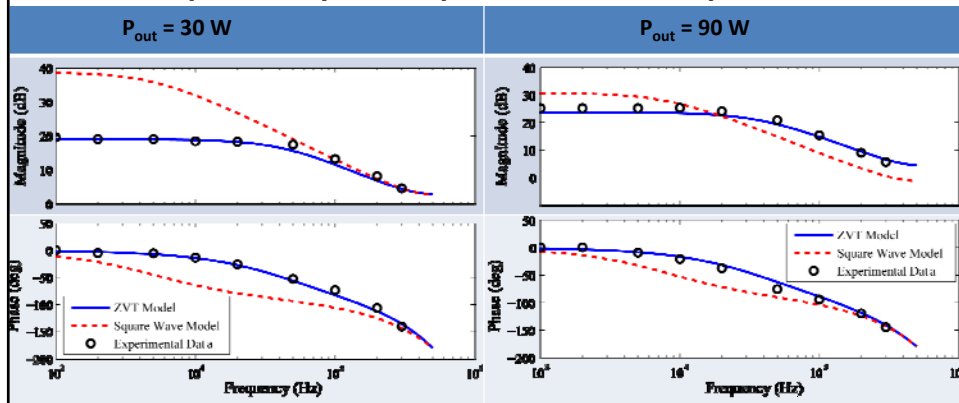 P_out = 30 W
P_out = 90 W
40
30
20
10
0
Magnitude (dB)
40
30
20
10
0
Magnitude (dB)
50
0
−50
−100
−150
−200
Phase (deg)
ZVT Model
Square Wave Model
Experimental Data
Frequency (Hz)
50
0
−50
−100
−150
−200
Phase (deg)
ZVT Model
Square Wave Model
Experimental Data
Frequency (Hz)